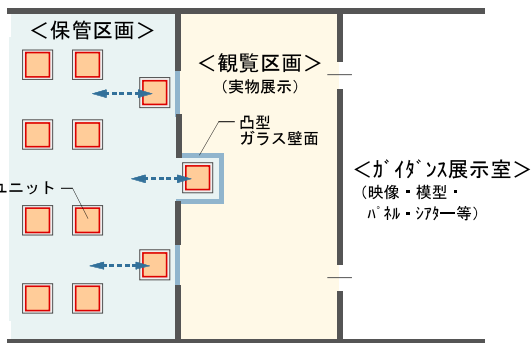 ＜保管区画＞
＜観覧区画＞
（実物展示）
凸型
ガラス壁面
ユニット
＜ｶﾞｲﾀﾞﾝｽ展示室＞
（映像・模型・
ﾊﾟﾈﾙ・ｼｱﾀｰ等）